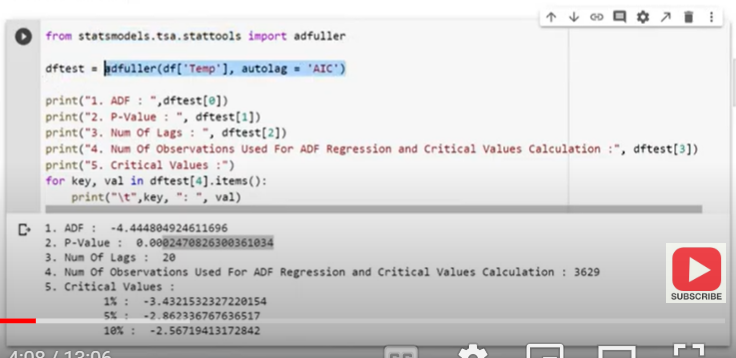 from statsmodels.tsa.stattools import adfuller
dftest = adfuller(df['Temp'], autolag = 'AIC')
print("1. ADF : ",dftest[0])
print("2. P-Value : ", dftest[1])
print("3. Num Of Lags : ", dftest[2])
print("4. Num Of Observations Used For ADF Regression and Critical Values Calculation :", dftest[3])
print("5. Critical Values :")
for key, val in dftest[4].items():
    print("\t",key, ": ", val)
1. ADF :  -4.444804924611696
2. P-Value :  0.0002470826300361034
3. Num Of Lags :  20
4. Num Of Observations Used For ADF Regression and Critical Values Calculation : 3629
5. Critical Values :
1% :  -3.4321532327220154
5% :  -2.862336767636517
10% :  -2.56719413172842
SUBSCRIBE
4:08 / 13:06
CC